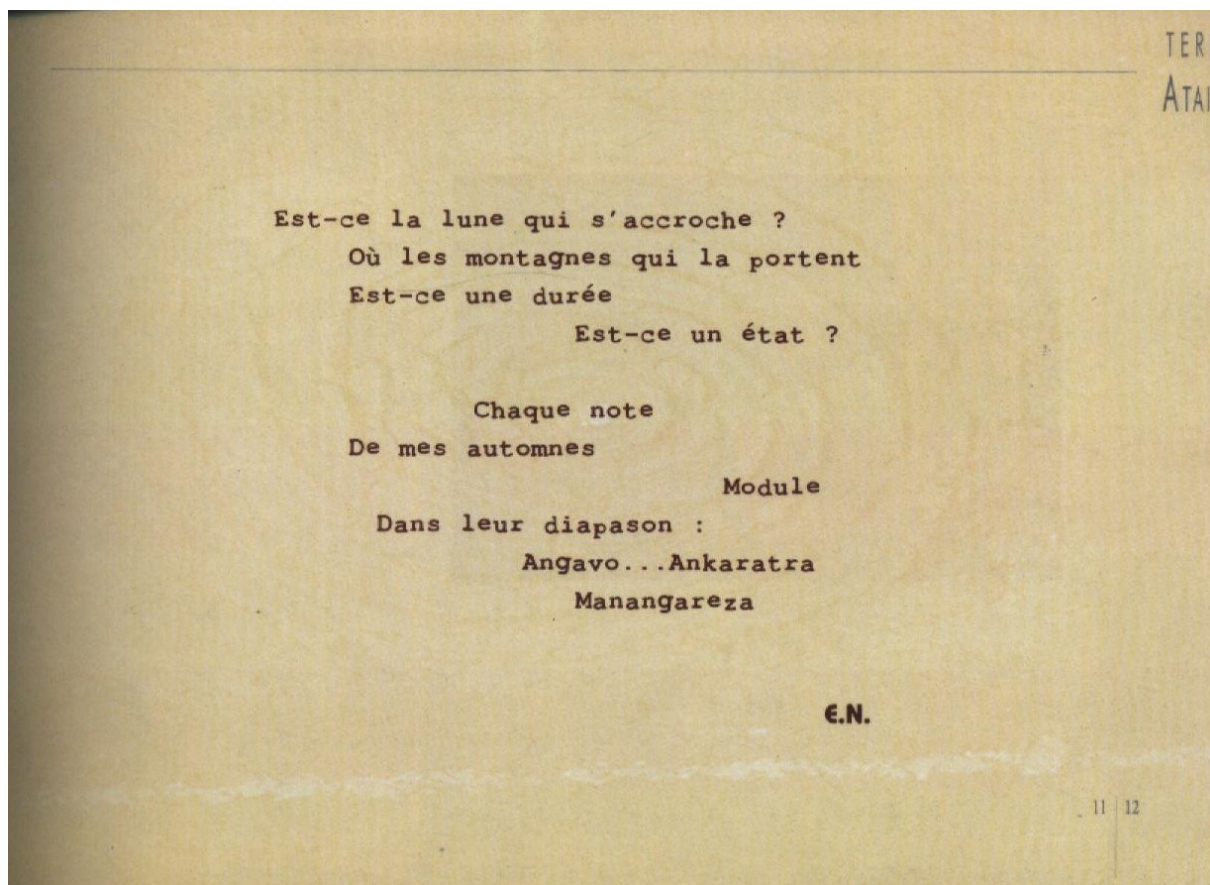 TER
ATAI
Est-ce la lune qui s'accroche ?
Où les montagnes qui la portent
Est-ce une durée
Est-ce un état ?
Chaque note
De mes automnes
Module
Dans leur diapason :
Angavo...Ankaratra
Manangareza
E.N.
11 | 12